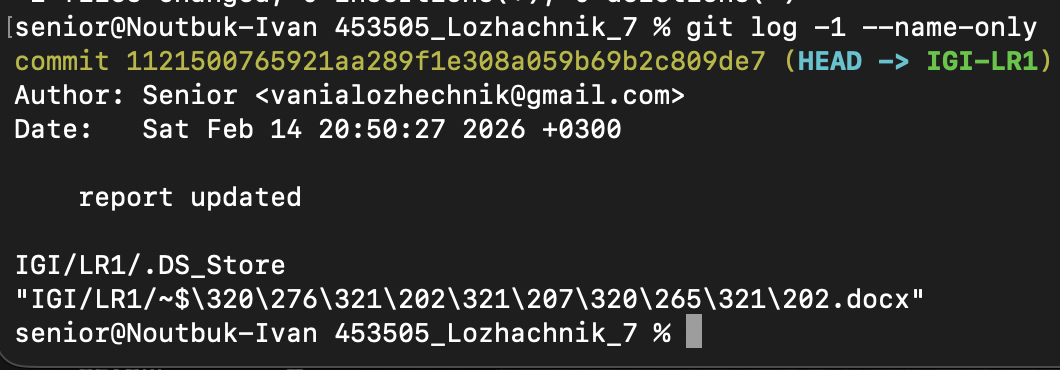 [senior@Noutbuk-Ivan 453505_Lozhachnik_7 % git log -1 --name-only
commit 1121500765921aa289f1e308a059b69b2c809de7 (HEAD -> IGI-LR1)
Author: Senior <vanialozhechnik@gmail.com>
Date:   Sat Feb 14 20:50:27 2026 +0300
report updated
IGI/LR1/.DS_Store
"IGI/LR1/~$\320\276\321\202\321\207\320\265\321\202.docx"
senior@Noutbuk-Ivan 453505_Lozhachnik_7 %